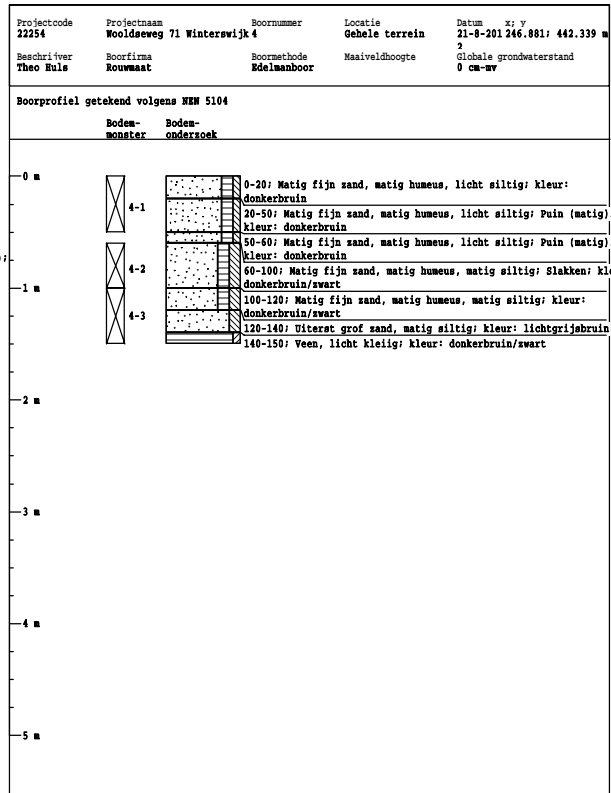 Projectcode Projectnaam Boornummer Locatie Datum x; y
22254 Wooldseweg 71 Winterswijk 4 Gehele terrein 21-8-201 246.881; 442.339 m
2
Beschrijver Boorfirma Boormethode Maaiveldhoogte Globale grondwaterstand
Theo Huls Rouwmaat Edelmanboor 0 cm-mv
Boorprofiel getekend volgens NEN 5104
Bodem- Bodem-
monster onderzoek
0 m
0-20; Matig fijn zand, matig humeus, licht siltig; kleur:
donkerbruin
4-1
20-50; Matig fijn zand, matig humeus, licht siltig; Puin (matig)
kleur: donkerbruin
50-60; Matig fijn zand, matig humeus, licht siltig; Puin (matig)
kleur: donkerbruin
4-2
60-100; Matig fijn zand, matig humeus, matig siltig; Slakken; kl
donkerbruin/zwart
1 m
100-120; Matig fijn zand, matig humeus, matig siltig; kleur:
donkerbruin/zwart
4-3
120-140; Uiterst grof zand, matig siltig; kleur: lichtgrijsbruin
140-150; Veen, licht kleiig; kleur: donkerbruin/zwart
2 m
3 m
4 m
5 m